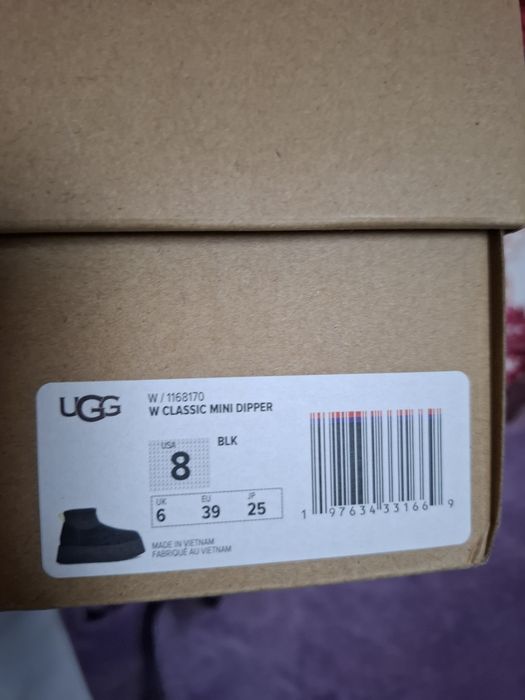 UGG
W / 1168170
W CLASSIC MINI DIPPER
BLK
USA
8
UK EU JP
6 39 25
1 97634 33166 9
MADE IN VIETNAM
FABRIQUÉ AU VIETNAM